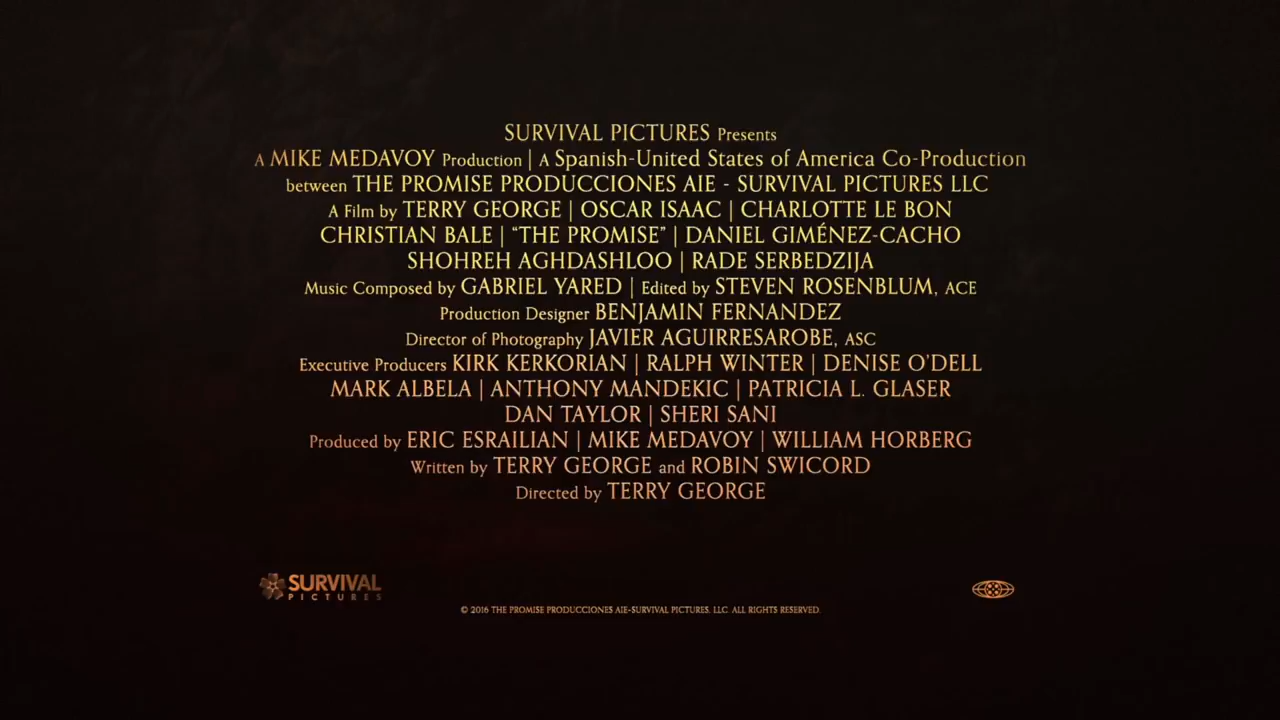 SURVIVAL PICTURES Presents
A MIKE MEDAVOY Production | A Spanish-United States of America Co-Production
between THE PROMISE PRODUCCIONES AIE - SURVIVAL PICTURES LLC
A Film by TERRY GEORGE | OSCAR ISAAC | CHARLOTTE LE BON
CHRISTIAN BALE | “THE PROMISE” | DANIEL GIMÉNEZ-CACHO
SHOHREH AGHDASHLOO | RADE SERBEDZIJA
Music Composed by GABRIEL YARED | Edited by STEVEN ROSENBLUM, ACE
Production Designer BENJAMIN FERNANDEZ
Director of Photography JAVIER AGUIRRESAROBE, ASC
Executive Producers KIRK KERKORIAN | RALPH WINTER | DENISE O'DELL
MARK ALBELA | ANTHONY MANDEKIC | PATRICIA L. GLASER
DAN TAYLOR | SHERI SANI
Produced by ERIC ESRAILIAN | MIKE MEDAVOY | WILLIAM HORBERG
Written by TERRY GEORGE and ROBIN SWICORD
Directed by TERRY GEORGE
SURVIVAL
PICTURES
© 2016 THE PROMISE PRODUCCIONES AIE-SURVIVAL PICTURES, LLC. ALL RIGHTS RESERVED.